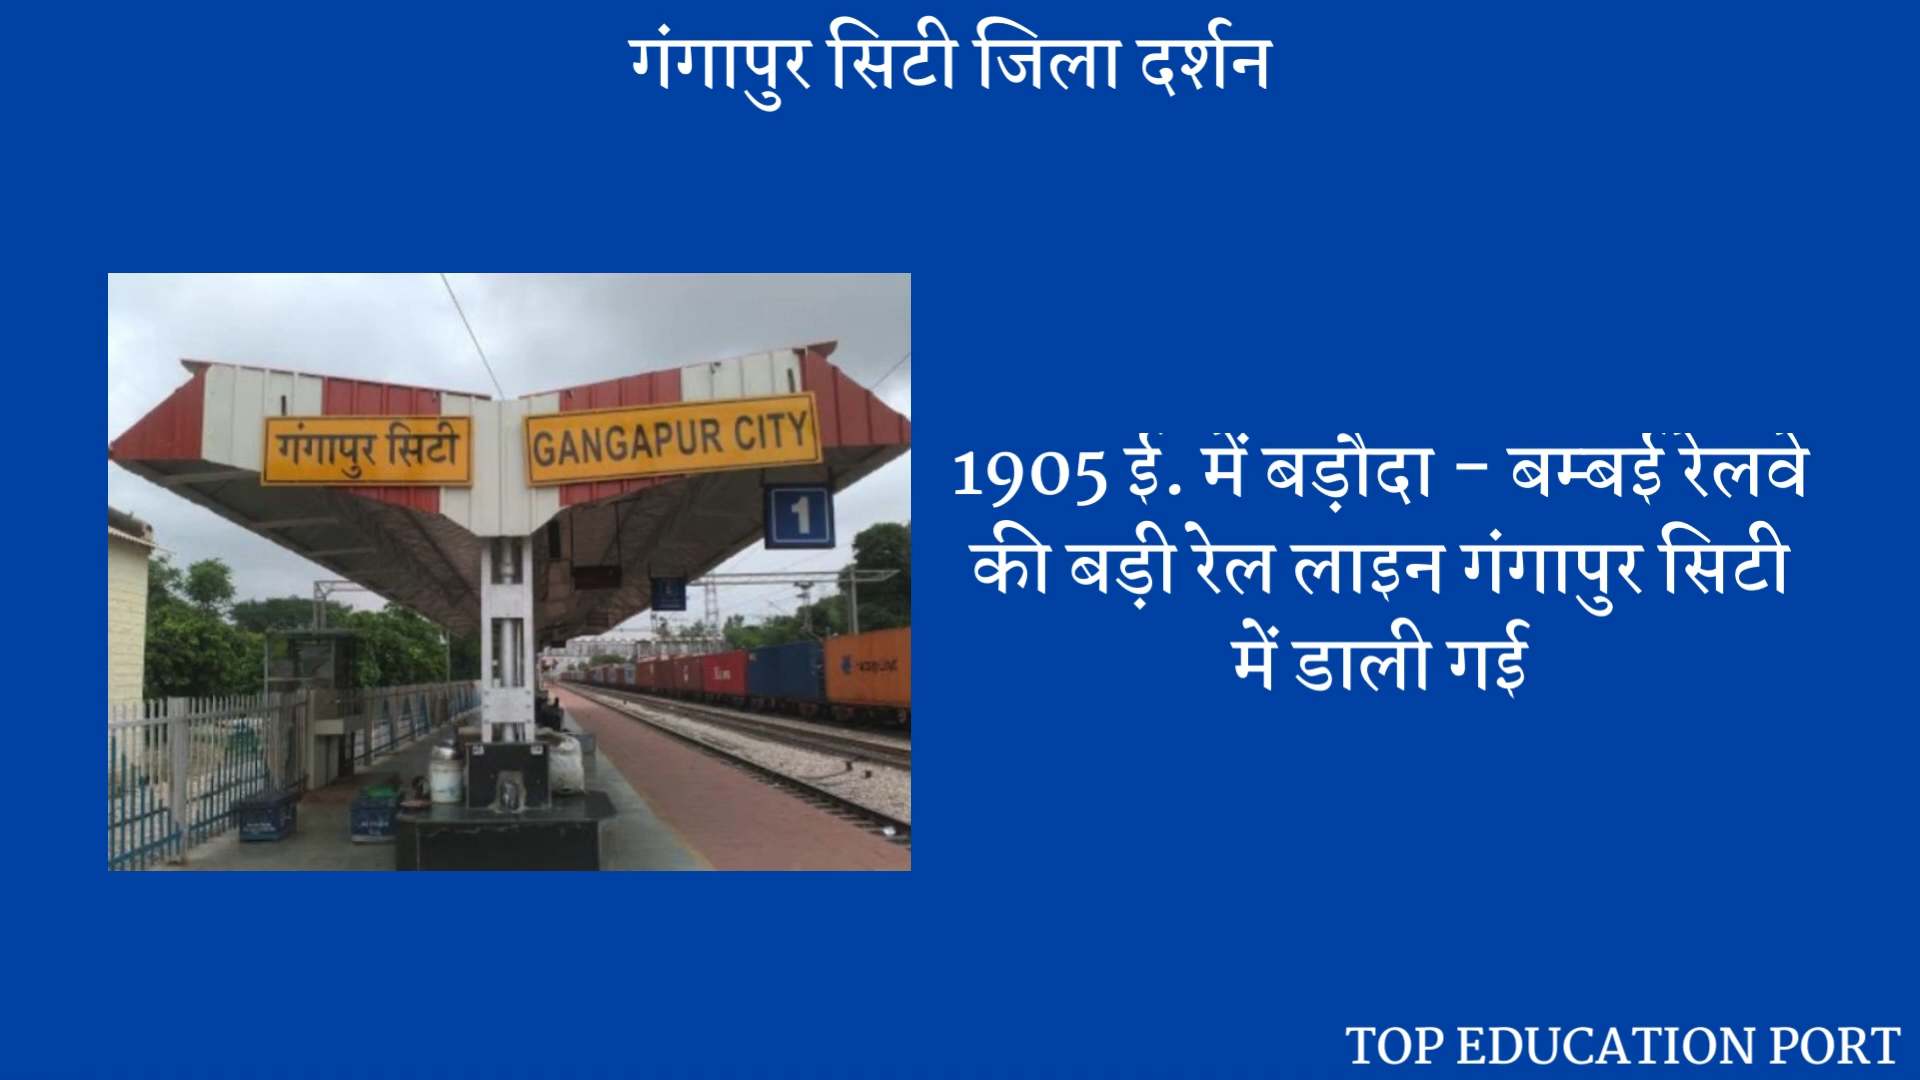 गंगापुर सिटी जिला दर्शन
गंगापुर सिटी
GANGAPUR CITY
1
1905 ई. में बड़ौदा - बम्बई रेलवे
की बड़ी रेल लाइन गंगापुर सिटी
में डाली गई
TOP EDUCATION PORT